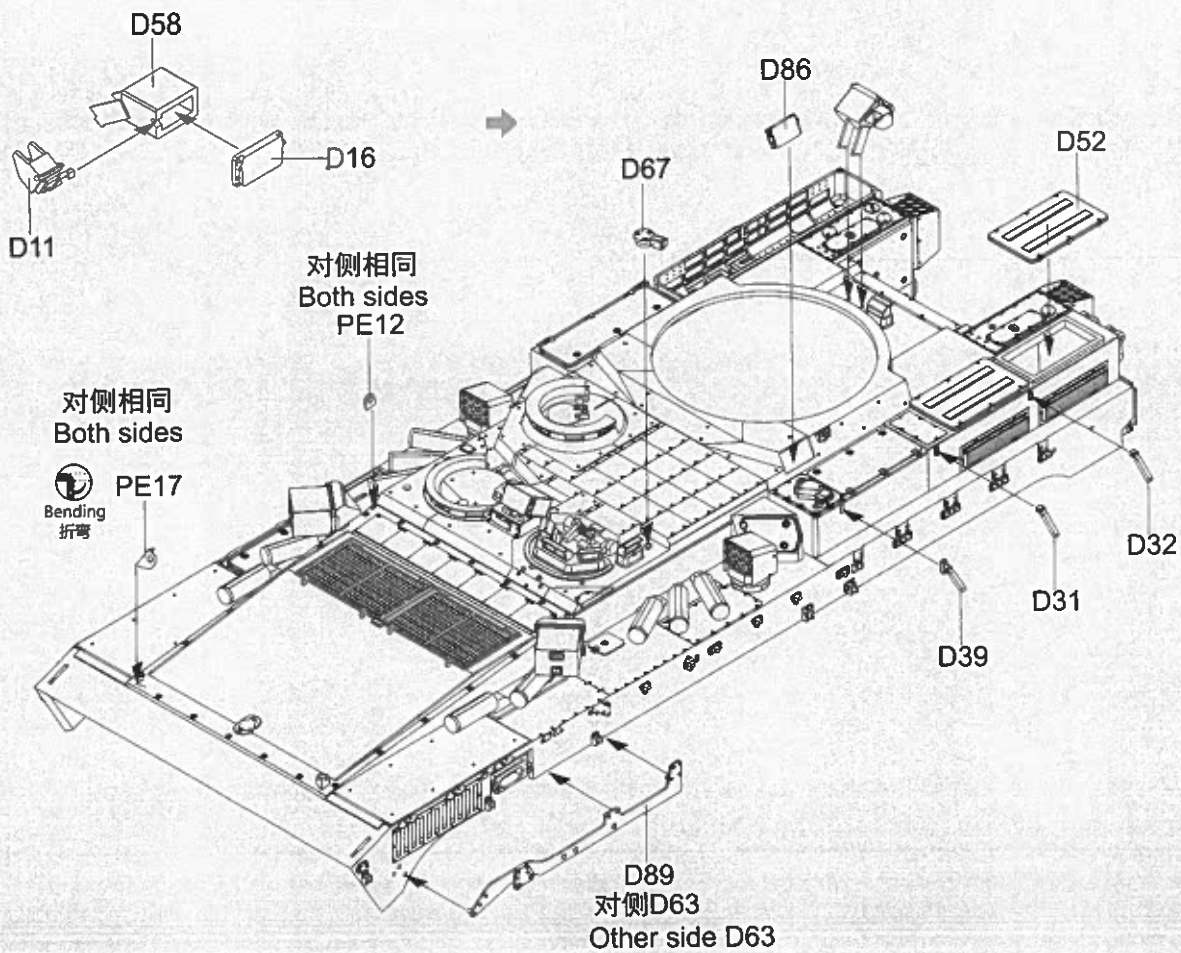 D58
D16
D11
D86
D67
D52
对侧相同
Both sides
PE12
对侧相同
Both sides
PE17
Bending
折弯
D32
D31
D39
D89
对侧D63
Other side D63